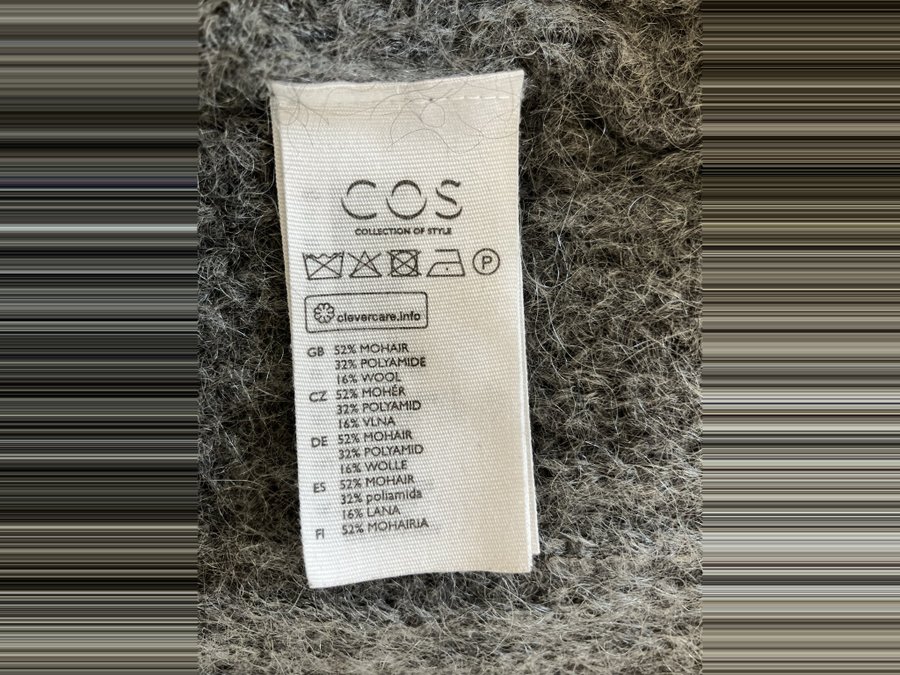 COS
COLLECTION OF STYLE
P
clevercare.info
GB 52% MOHAIR
32% POLYAMIDE
16% WOOL
CZ 52% MOHÉR
32% POLYAMID
16% VLNA
DE 52% MOHAIR
32% POLYAMID
16% WOLLE
ES 52% MOHAIR
32% poliamida
16% LANA
FI 52% MOHAIRIA